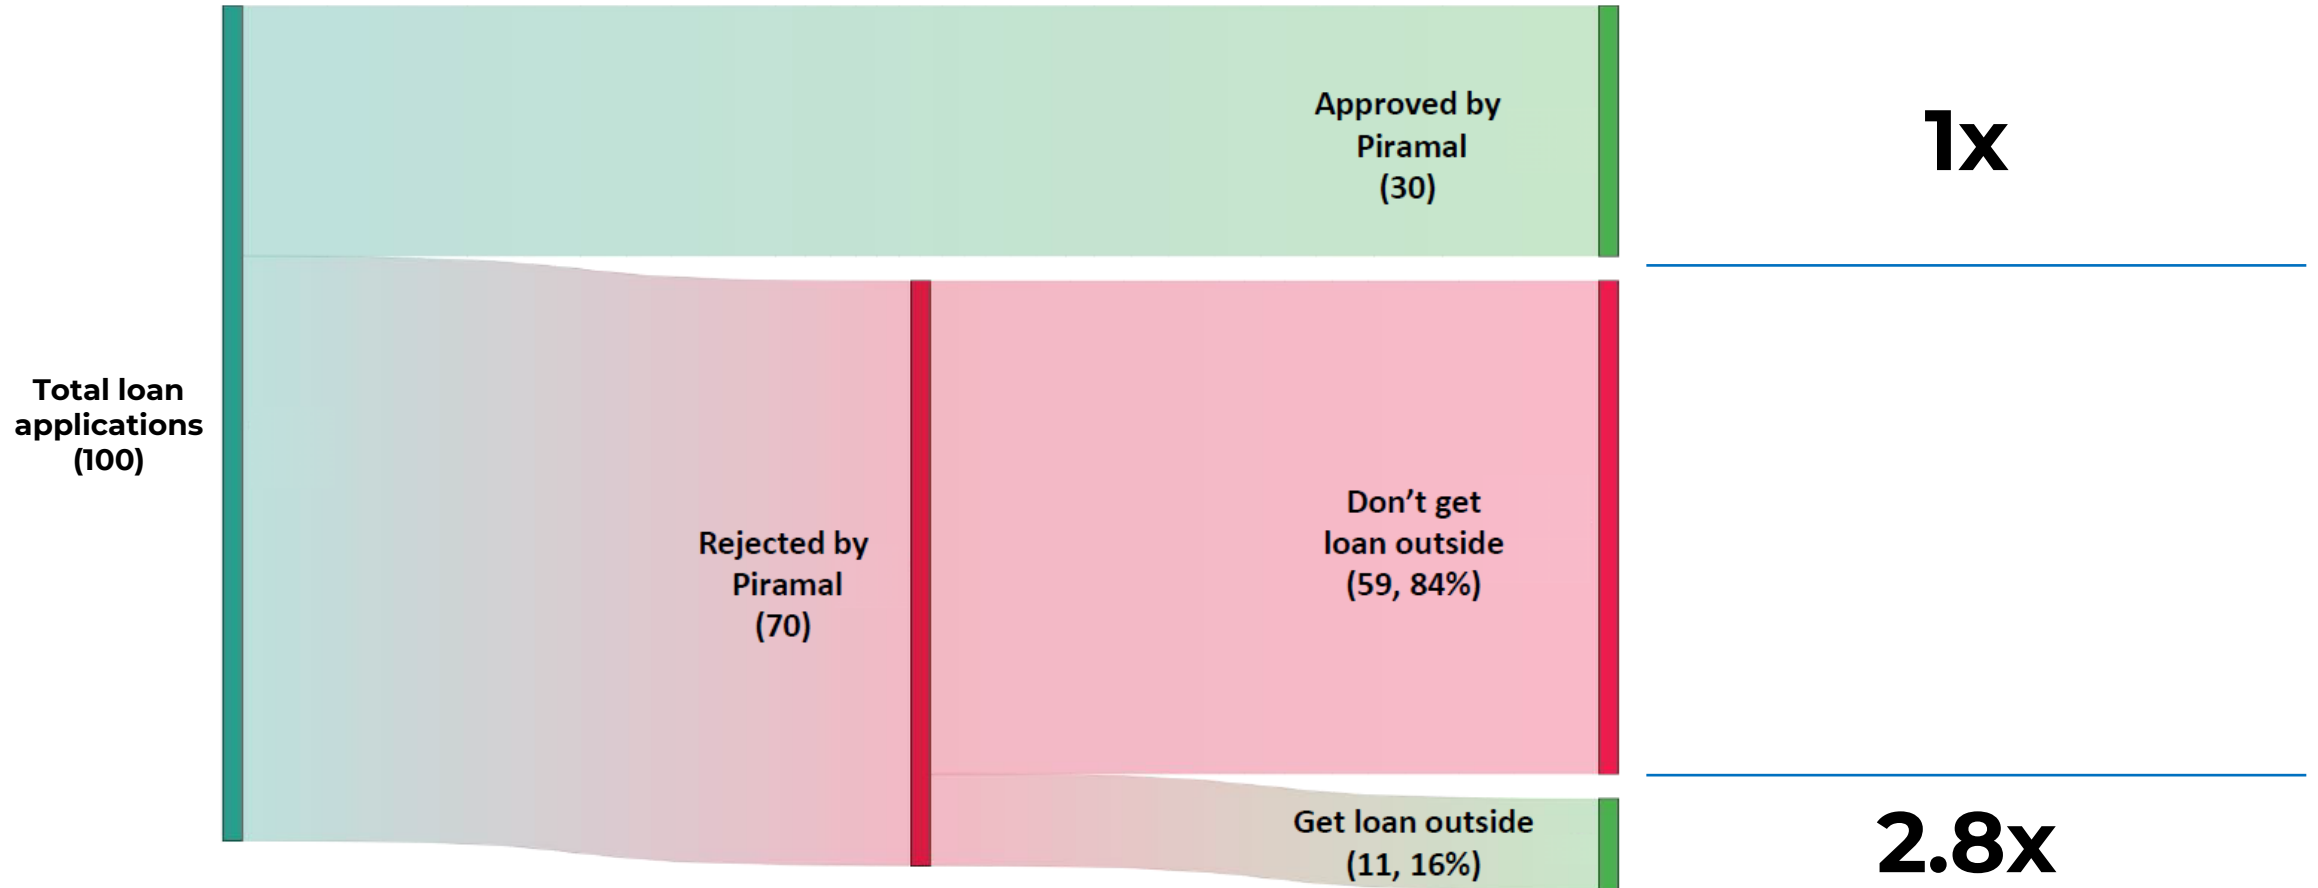 Total loan
applications
(100)
Approved by
Piramal
(30)
1x
Rejected by
Piramal
(70)
Don’t get
loan outside
(59, 84%)
Get loan outside
(11, 16%)
2.8x